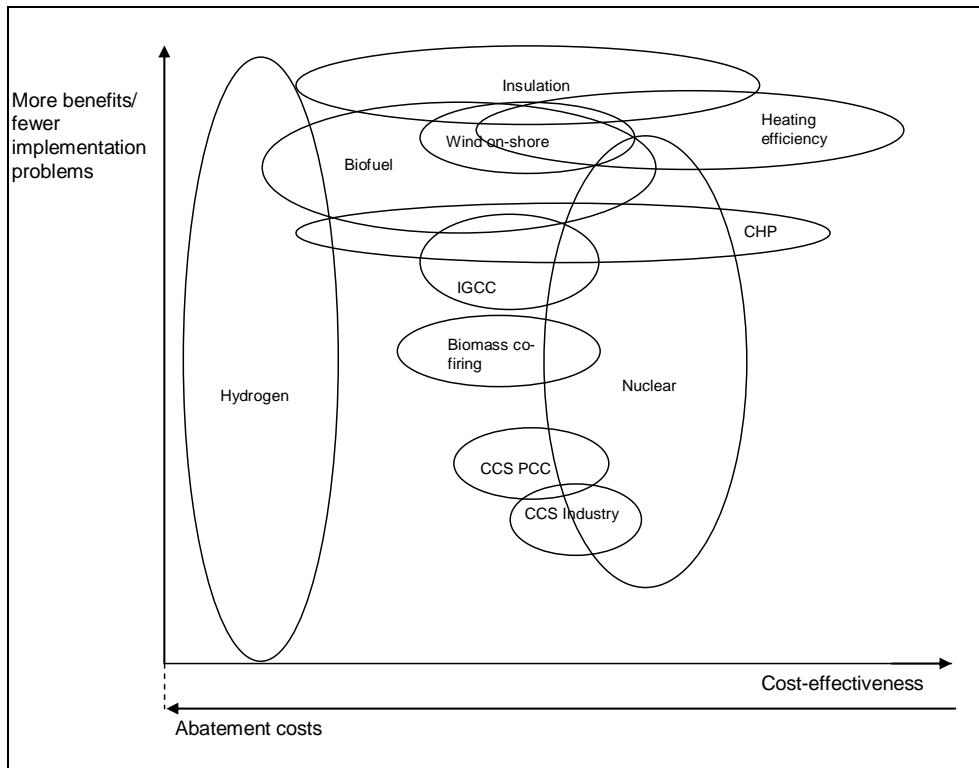 More benefits/
fewer
implementation
problems
Insulation
Heating
efficiency
Wind on-shore
Biofuel
CHP
IGCC
Biomass co-
firing
Nuclear
Hydrogen
CCS PCC
CCS Industry
Cost-effectiveness
Abatement costs